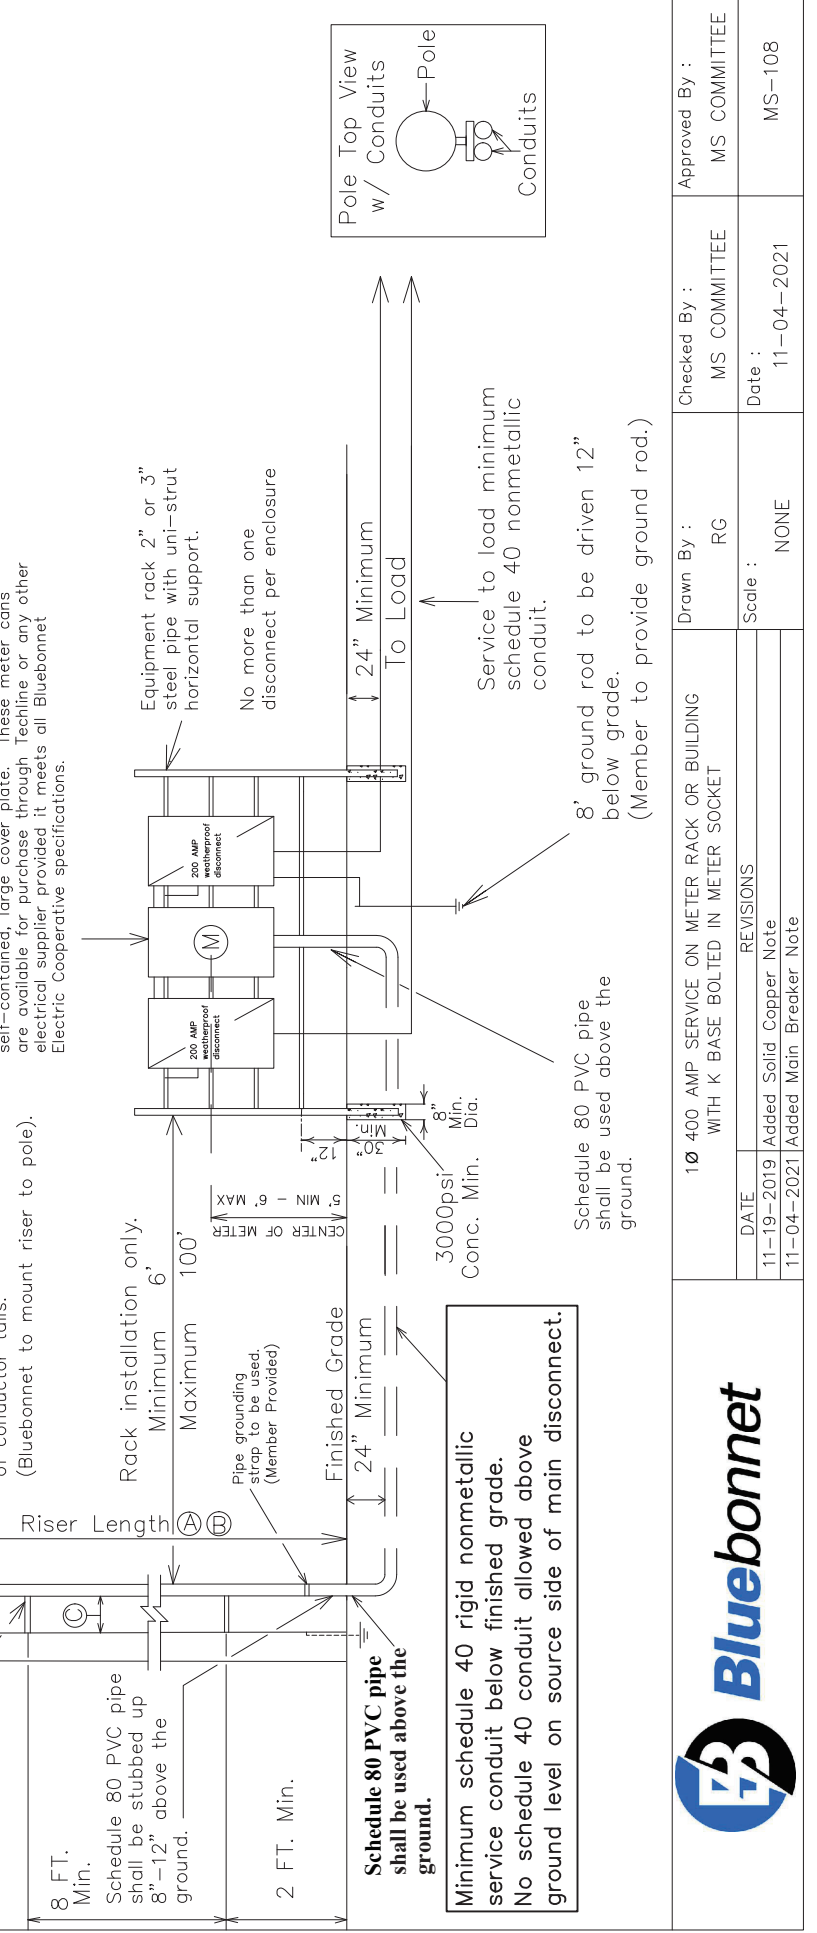 self-contained, large cover plate. These meter cans
are available for purchase through Techline or any other
electrical supplier provided it meets all Bluebonnet
Electric Cooperative specifications.
of conductor tails.
(Bluebonnet to mount riser to pole).
Pole Top View
w/ Conduits
Pole
Conduits
Equipment rack 2" or 3"
steel pipe with uni-strut
horizontal support.
No more than one
disconnect per enclosure
200 AMP
weatherproof
disconnect
M
200 AMP
weatherproof
disconnect
Rack installation only.
Minimum 6'
Maximum 100'
Riser Length A B
C
8 FT.
Min.
Schedule 80 PVC pipe
shall be stubbed up
8"-12" above the
ground.
2 FT. Min.
Pipe grounding
strap to be used.
(Member Provided)
CENTER OF METER
5' MIN - 6' MAX
12"
30"
Min.
8"
Min.
Dia.
3000psi
Conc. Min.
Finished Grade
24" Minimum
24" Minimum
To Load
Service to load minimum
schedule 40 nonmetallic
conduit.
8' ground rod to be driven 12"
below grade.
(Member to provide ground rod.)
Schedule 80 PVC pipe
shall be used above the
ground.
Schedule 80 PVC pipe
shall be used above the
ground.
Minimum schedule 40 rigid nonmetallic
service conduit below finished grade.
No schedule 40 conduit allowed above
ground level on source side of main disconnect.
Bluebonnet
1Ø 400 AMP SERVICE ON METER RACK OR BUILDING
WITH K BASE BOLTED IN METER SOCKET
DATE REVISIONS
11-19-2019 Added Solid Copper Note
11-04-2021 Added Main Breaker Note
Drawn By :
RG
Checked By :
MS COMMITTEE
Approved By :
MS COMMITTEE
Scale :
NONE
Date :
11-04-2021
MS-108